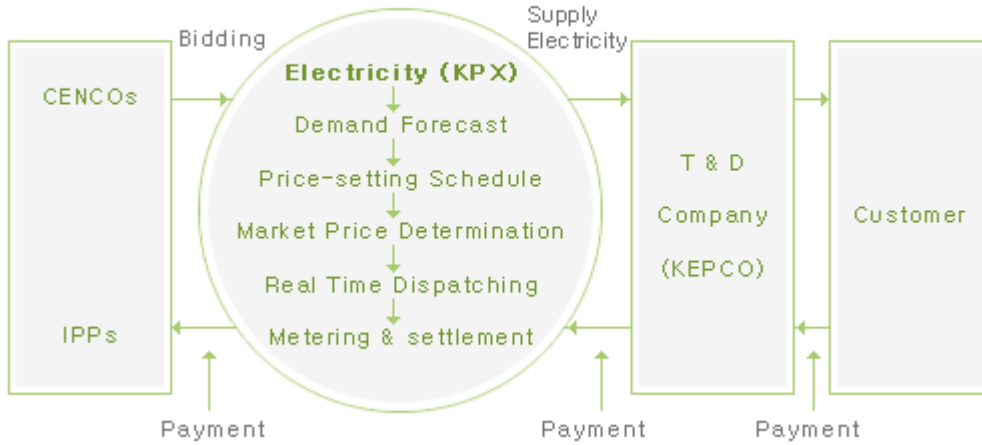 Bidding
Supply
Electricity
CENCOs
IPPs
Electricity (KPX)
Demand Forecast
Price-setting Schedule
Market Price Determination
Real Time Dispatching
Metering & settlement
T & D
Company
(KEPCO)
Customer
Payment
Payment
Payment